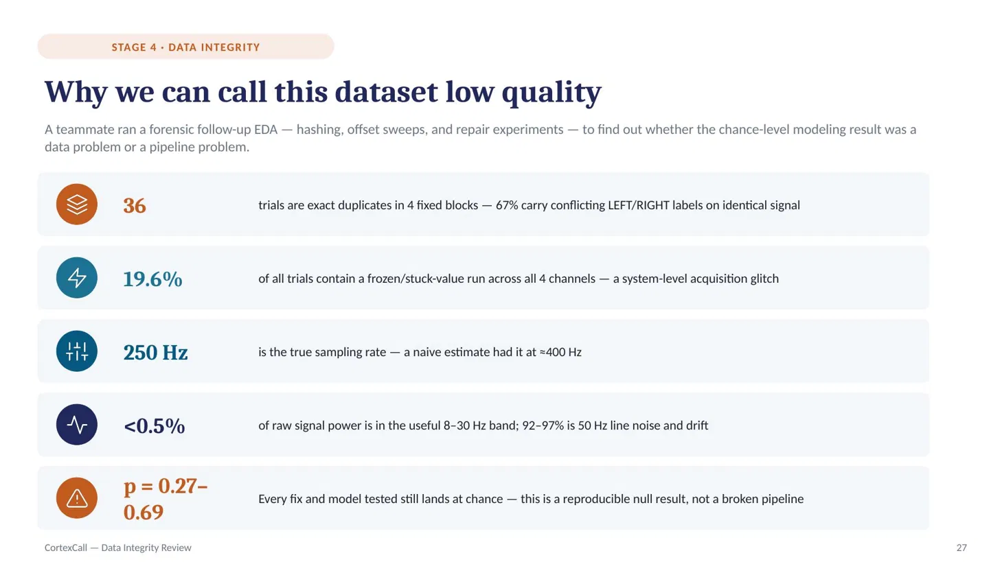 STAGE 4 · DATA INTEGRITY
Why we can call this dataset low quality
A teammate ran a forensic follow-up EDA — hashing, offset sweeps, and repair experiments — to find out whether the chance-level modeling result was a
data problem or a pipeline problem.
36
trials are exact duplicates in 4 fixed blocks — 67% carry conflicting LEFT/RIGHT labels on identical signal
19.6%
of all trials contain a frozen/stuck-value run across all 4 channels — a system-level acquisition glitch
250 Hz
is the true sampling rate — a naive estimate had it at ≈400 Hz
<0.5%
of raw signal power is in the useful 8–30 Hz band; 92–97% is 50 Hz line noise and drift
p = 0.27–
0.69
Every fix and model tested still lands at chance — this is a reproducible null result, not a broken pipeline
CortexCall — Data Integrity Review
27